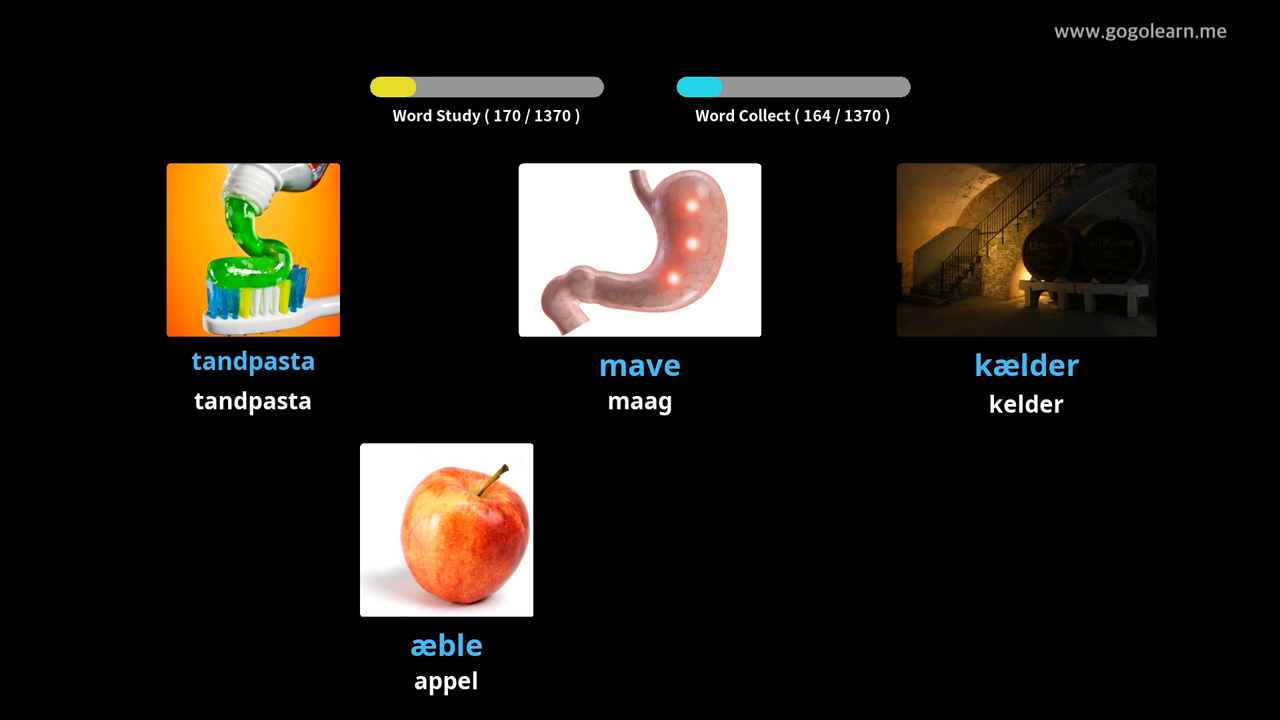 www.gogolearn.me
Word Study ( 170 / 1370 )
Word Collect ( 164 / 1370 )
tandpasta
tandpasta
mave
maag
kælder
kelder
æble
appel